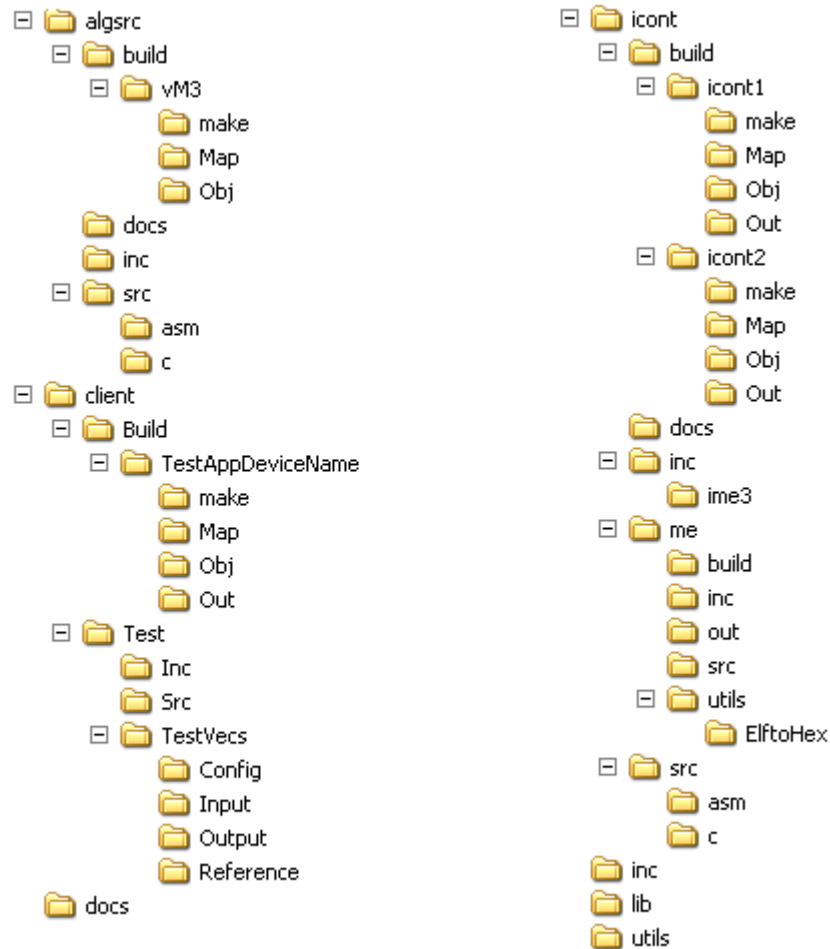 algsrc
build
vM3
make
Map
Obj
docs
inc
src
asm
c
client
Build
TestAppDeviceName
make
Map
Obj
Out
Test
Inc
Src
TestVecs
Config
Input
Output
Reference
docs
icont
build
icont1
make
Map
Obj
Out
icont2
make
Map
Obj
Out
docs
inc
ime3
me
build
inc
out
src
utils
ElftoHex
src
asm
c
inc
lib
utils